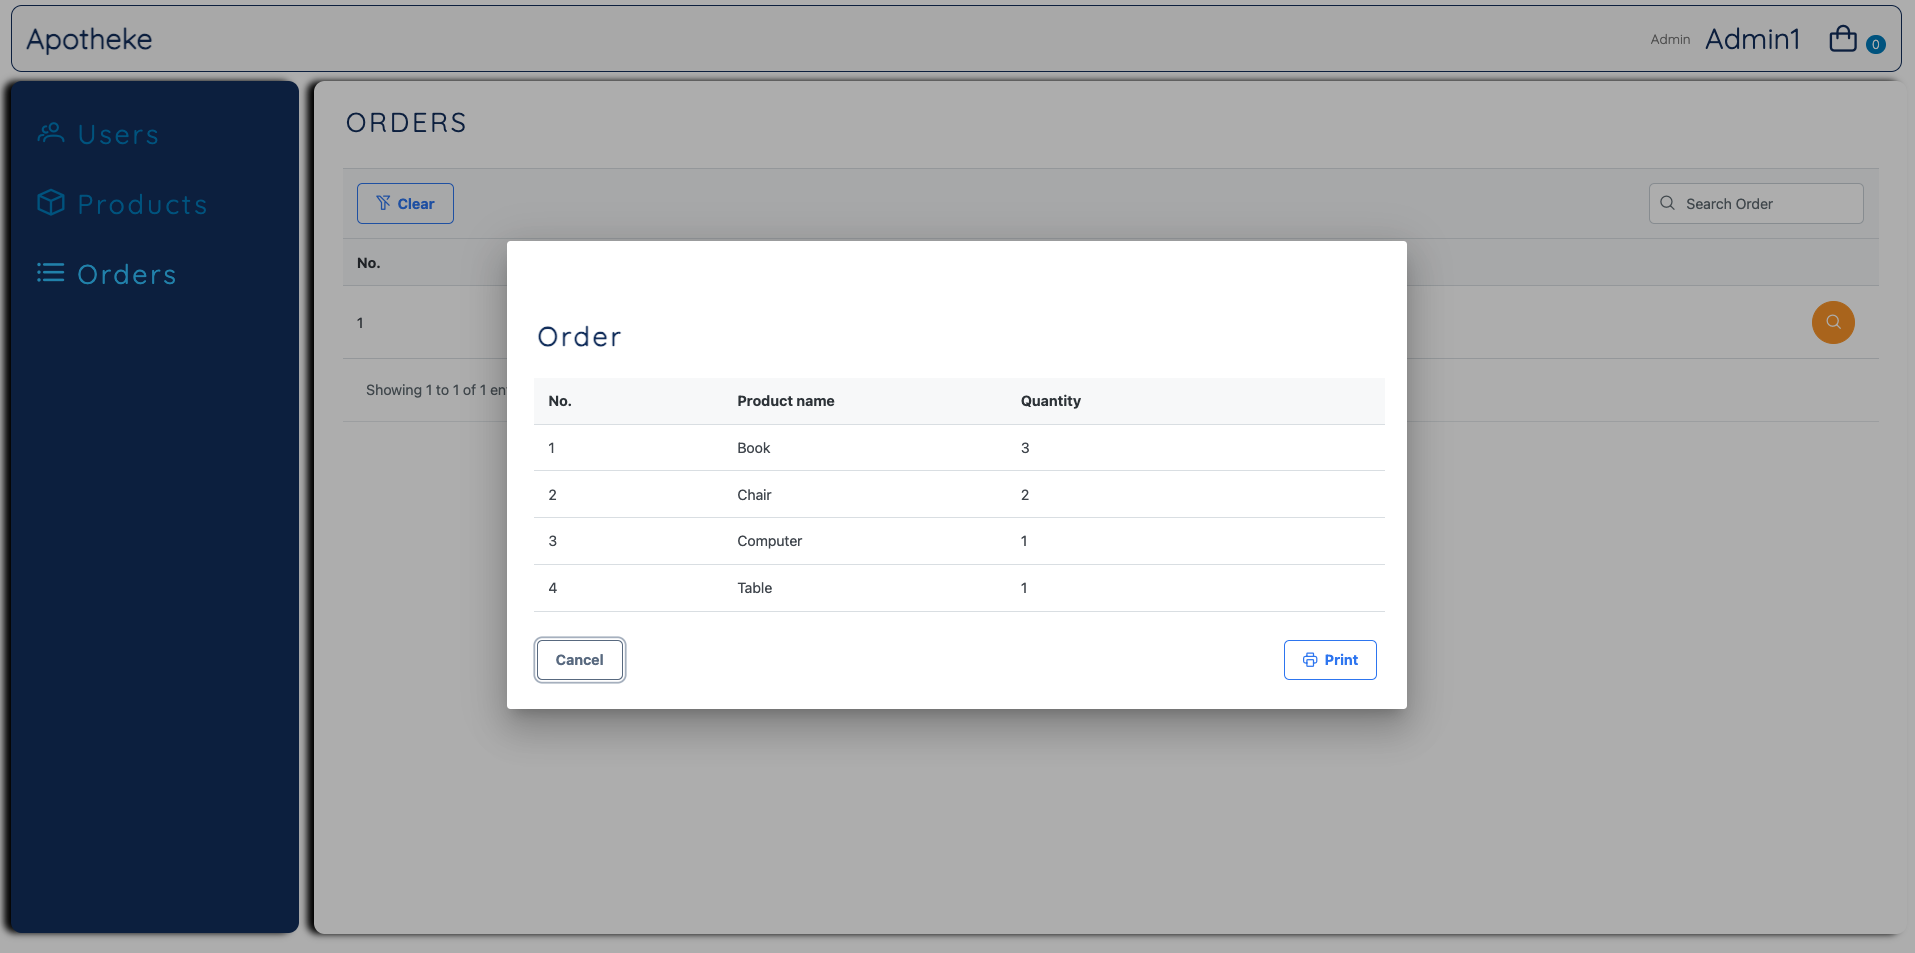 Apotheke
Admin Admin1 0
Users
Products
Orders
ORDERS
Clear
Search Order
No.
1
Showing 1 to 1 of 1 en
Order
No. Product name Quantity
1 Book 3
2 Chair 2
3 Computer 1
4 Table 1
Cancel
Print